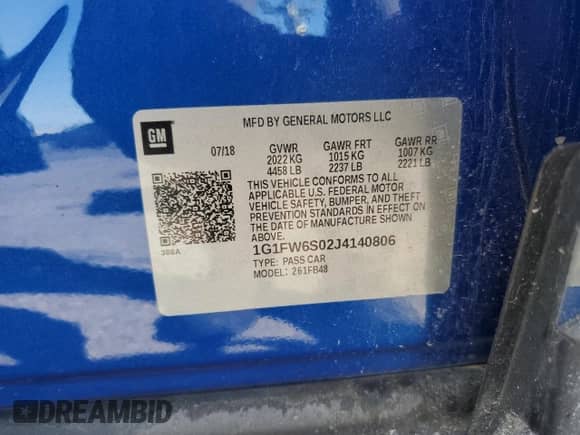 MFD BY GENERAL MOTORS LLC
GM
07/18 GVWR GAWR FRT GAWR RR
2022 KG 1015 KG 1007 KG
4458 LB 2237 LB 2221 LB
THIS VEHICLE CONFORMS TO ALL
APPLICABLE U.S. FEDERAL MOTOR
VEHICLE SAFETY, BUMPER, AND THEFT
PREVENTION STANDARDS IN EFFECT ON
THE DATE OF MANUFACTURE SHOWN
ABOVE.
1G1FW6S02J4140806
TYPE: PASS CAR
MODEL: 261FB48
DREAMBID